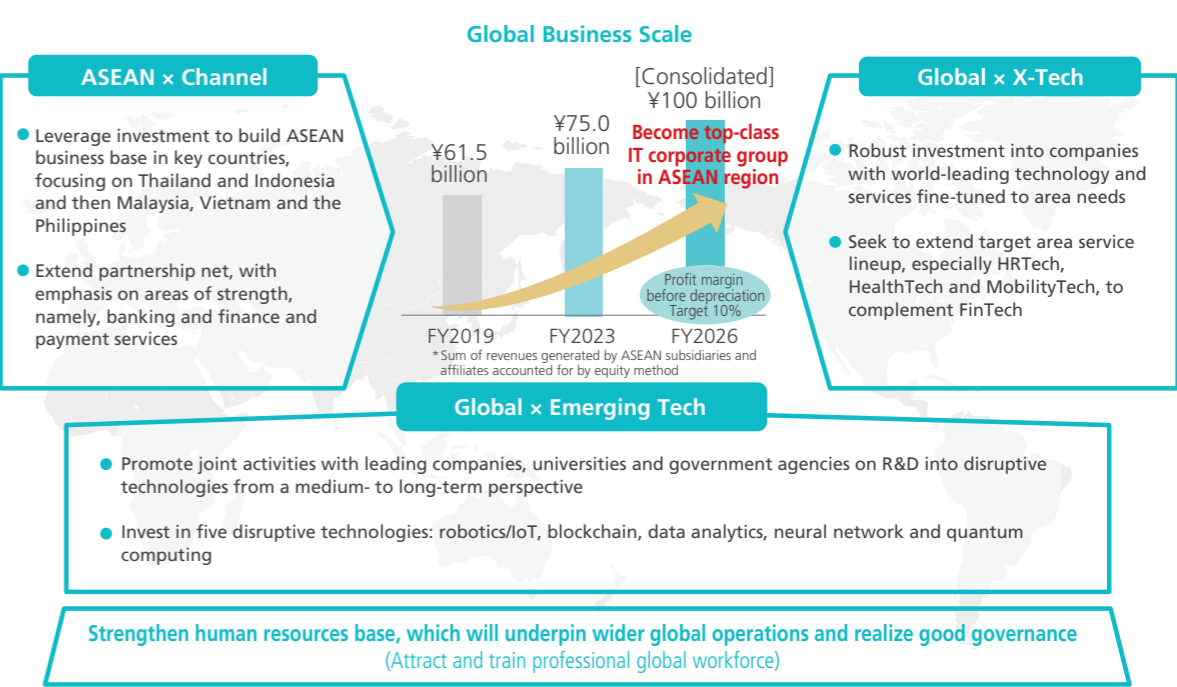 Global Business Scale
ASEAN × Channel
● Leverage investment to build ASEAN
business base in key countries,
focusing on Thailand and Indonesia
and then Malaysia, Vietnam and the
Philippines
● Extend partnership net, with
emphasis on areas of strength,
namely, banking and finance and
payment services
¥61.5
billion
¥75.0
billion
[Consolidated]
¥100 billion
Become top-class
IT corporate group
in ASEAN region
Profit margin
before depreciation
Target 10%
FY2019 FY2023 FY2026
*Sum of revenues generated by ASEAN subsidiaries and
affiliates accounted for by equity method
Global × X-Tech
● Robust investment into companies
with world-leading technology and
services fine-tuned to area needs
● Seek to extend target area service
lineup, especially HRTech,
HealthTech and MobilityTech, to
complement FinTech
Global × Emerging Tech
● Promote joint activities with leading companies, universities and government agencies on R&D into disruptive
technologies from a medium- to long-term perspective
● Invest in five disruptive technologies: robotics/IoT, blockchain, data analytics, neural network and quantum
computing
Strengthen human resources base, which will underpin wider global operations and realize good governance
(Attract and train professional global workforce)